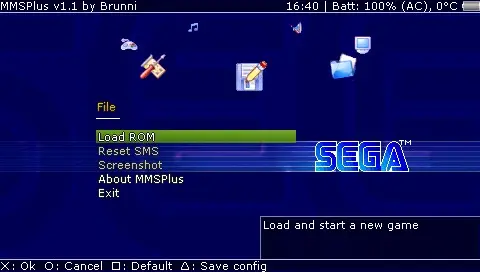 MMSPlus v1.1 by Brunni
16:40 | Batt: 100% (AC), 0°C
File
Load ROM
Reset SMS
Screenshot
About MMSPlus
Exit
SEGA™
Load and start a new game
X: Ok O: Cancel □: Default △: Save config